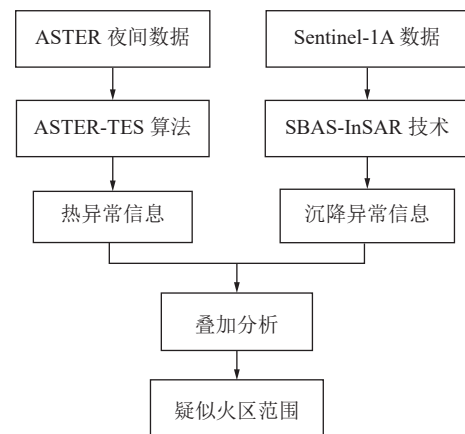 ASTER 夜间数据
Sentinel-1A 数据
ASTER-TES 算法
SBAS-InSAR 技术
热异常信息
沉降异常信息
叠加分析
疑似火区范围